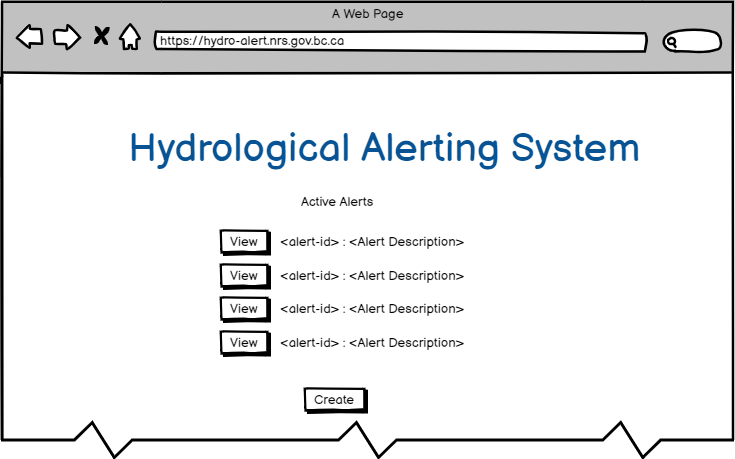 A Web Page
https://hydro-alert.nrs.gov.bc.ca
Hydrological Alerting System
Active Alerts
View <alert-id> : <Alert Description>
View <alert-id> : <Alert Description>
View <alert-id> : <Alert Description>
View <alert-id> : <Alert Description>
Create